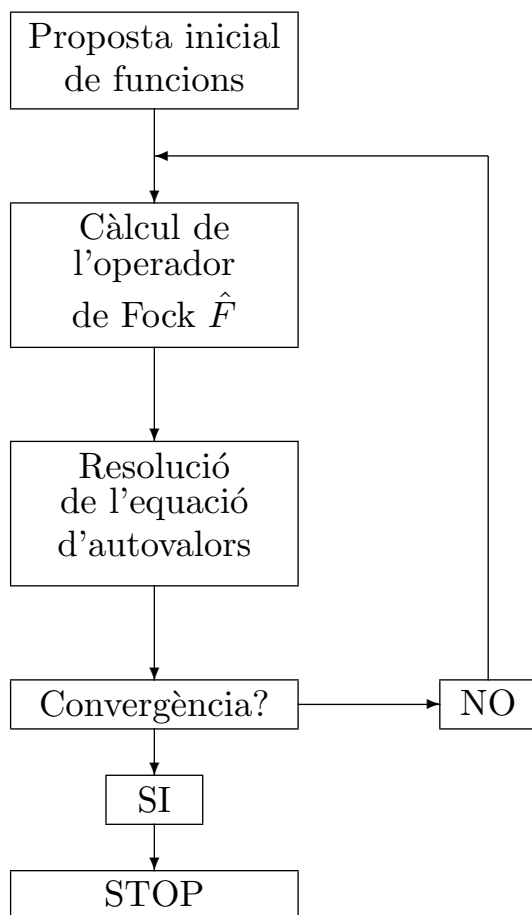 Proposta inicial
de funcions
Càlcul de
l'operador
de Fock F̂
Resolució
de l'equació
d'autovalors
Convergència?
NO
SI
STOP